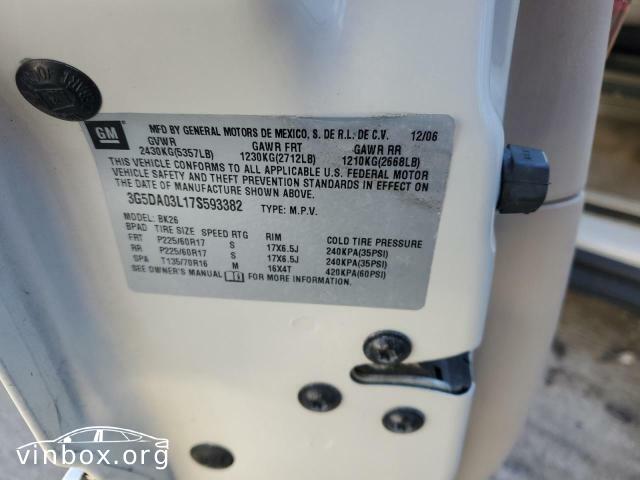 GM
MFD BY GENERAL MOTORS DE MEXICO, S. DE R.L. DE C.V. 12/06
GVWR GAWR FRT GAWR RR
2430KG(5357LB) 1230KG(2712LB) 1210KG(2668LB)
THIS VEHICLE CONFORMS TO ALL APPLICABLE U.S. FEDERAL MOTOR
VEHICLE SAFETY AND THEFT PREVENTION STANDARDS IN EFFECT ON
THE DATE OF MANUFACTURE SHOWN ABOVE.
3G5DA03L17S593382 TYPE: M.P.V.
MODEL: BK26
BPAD TIRE SIZE SPEED RTG RIM COLD TIRE PRESSURE
FRT P225/60R17 S 17X6.5J 240KPA(35PSI)
RR P225/60R17 S 17X6.5J 240KPA(35PSI)
SPA T135/70R16 M 16X4T 420KPA(60PSI)
SEE OWNER'S MANUAL FOR MORE INFORMATION.
vinbox.org